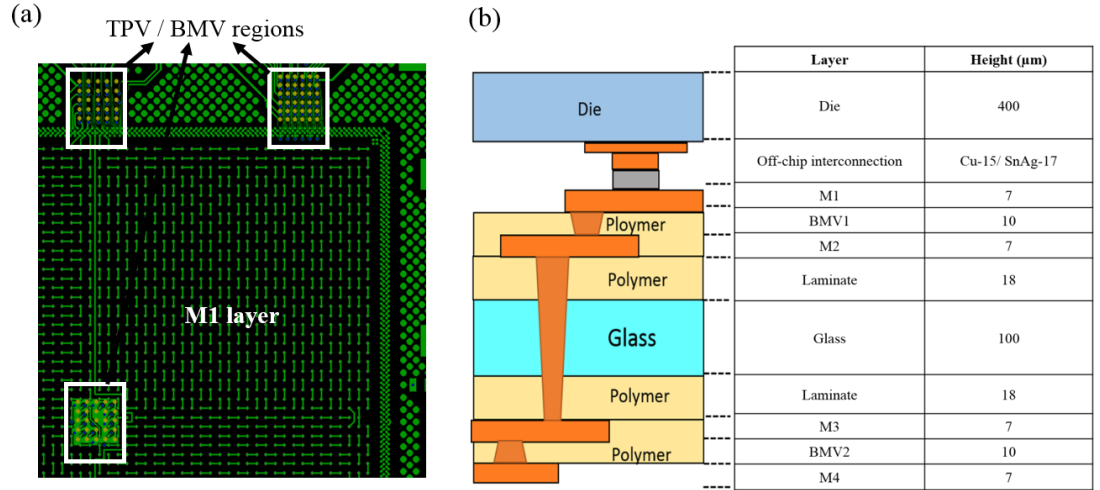 (a)
TPV / BMV regions
M1 layer
(b)
Die
Ploymer
Polymer
Glass
Polymer
Polymer
Layer Height (µm)
Die 400
Off-chip interconnection Cu-15/ SnAg-17
M1 7
BMV1 10
M2 7
Laminate 18
Glass 100
Laminate 18
M3 7
BMV2 10
M4 7